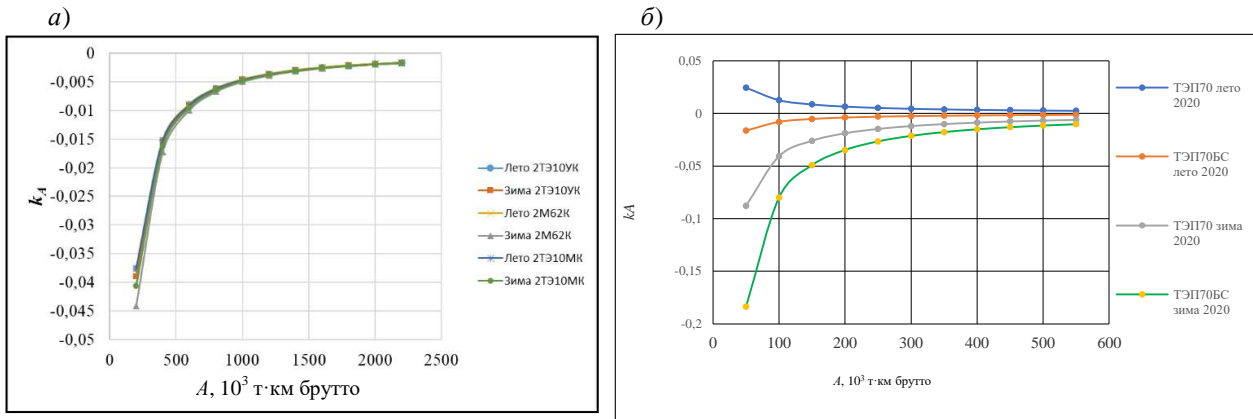 а)
0
-0,005
-0,01
-0,015
-0,02
-0,025
-0,03
-0,035
-0,04
-0,045
-0,05
kA
0 500 1000 1500 2000 2500
A, 10³ т·км брутто
Лето 2ТЭ10УК
Зима 2ТЭ10УК
Лето 2М62К
Зима 2М62К
Лето 2ТЭ10МК
Зима 2ТЭ10МК
б)
0,05
0
-0,05
-0,1
-0,15
-0,2
kA
0 100 200 300 400 500 600
A, 10³ т·км брутто
ТЭП70 лето
2020
ТЭП70БС
лето 2020
ТЭП70 зима
2020
ТЭП70БС
зима 2020